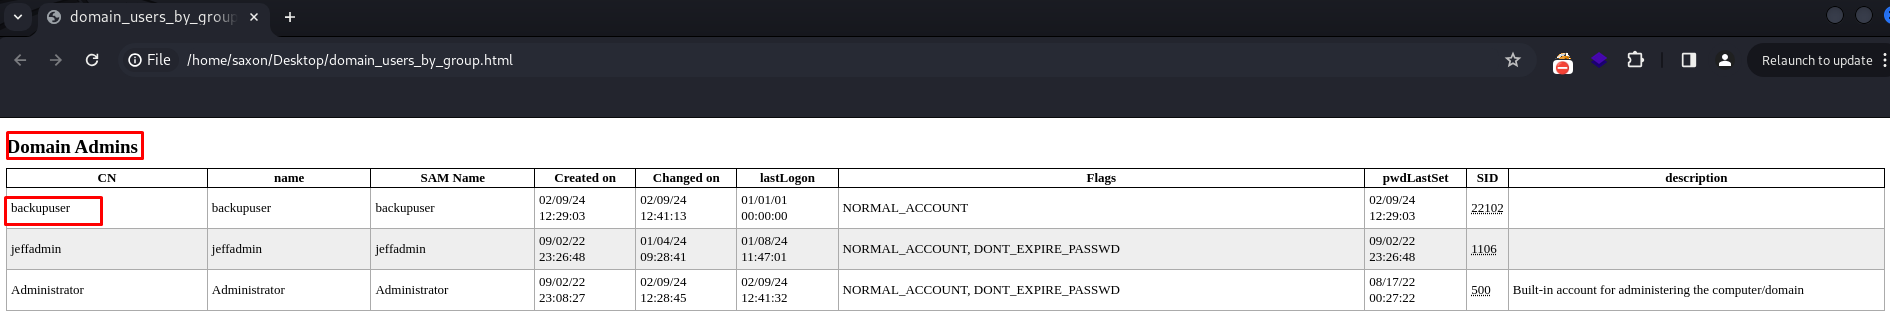 domain_users_by_group
File /home/saxon/Desktop/domain_users_by_group.html Relaunch to update
Domain Admins
CN name SAM Name Created on Changed on lastLogon Flags pwdLastSet SID description
backupuser backupuser backupuser 02/09/24 12:29:03 02/09/24 12:41:13 01/01/01 00:00:00 NORMAL_ACCOUNT 02/09/24 12:29:03 22102
jeffadmin jeffadmin jeffadmin 09/02/22 23:26:48 01/04/24 09:28:41 01/08/24 11:47:01 NORMAL_ACCOUNT, DONT_EXPIRE_PASSWD 09/02/22 23:26:48 1106
Administrator Administrator Administrator 09/02/22 23:08:27 02/09/24 12:28:45 02/09/24 12:41:32 NORMAL_ACCOUNT, DONT_EXPIRE_PASSWD 08/17/22 00:27:22 500 Built-in account for administering the computer/domain